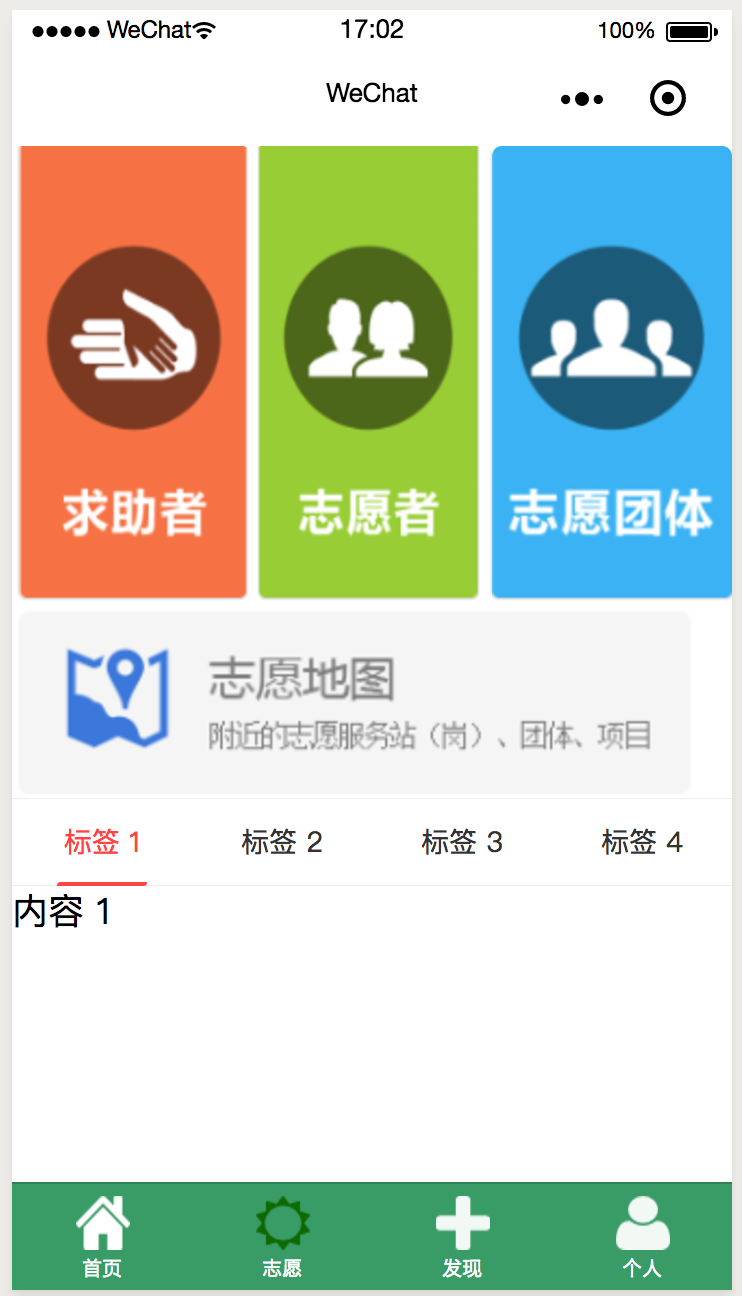 ●●●●● WeChat 17:02 100%
WeChat
求助者 志愿者 志愿团体
志愿地图
附近的志愿服务站（岗）、团体、项目
标签 1 标签 2 标签 3 标签 4
内容 1
首页 志愿 发现 个人